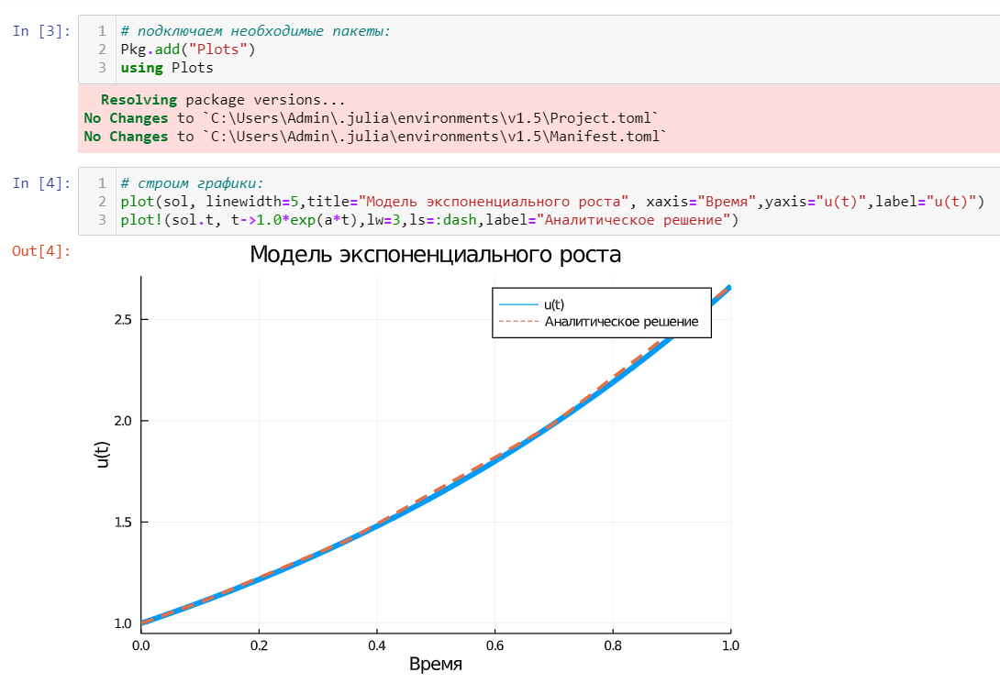 In [3]:
1 # подключаем необходимые пакеты:
2 Pkg.add("Plots")
3 using Plots
Resolving package versions...
No Changes to `C:\Users\Admin\.julia\environments\v1.5\Project.toml`
No Changes to `C:\Users\Admin\.julia\environments\v1.5\Manifest.toml`
In [4]:
1 # строим графики:
2 plot(sol, linewidth=5,title="Модель экспоненциального роста", xaxis="Время",yaxis="u(t)",label="u(t)")
3 plot!(sol.t, t->1.0*exp(a*t),lw=3,ls=:dash,label="Аналитическое решение")
Out[4]:
Модель экспоненциального роста
u(t)
Аналитическое решение
2.5
2.0
1.5
1.0
u(t)
0.0 0.2 0.4 0.6 0.8 1.0
Время